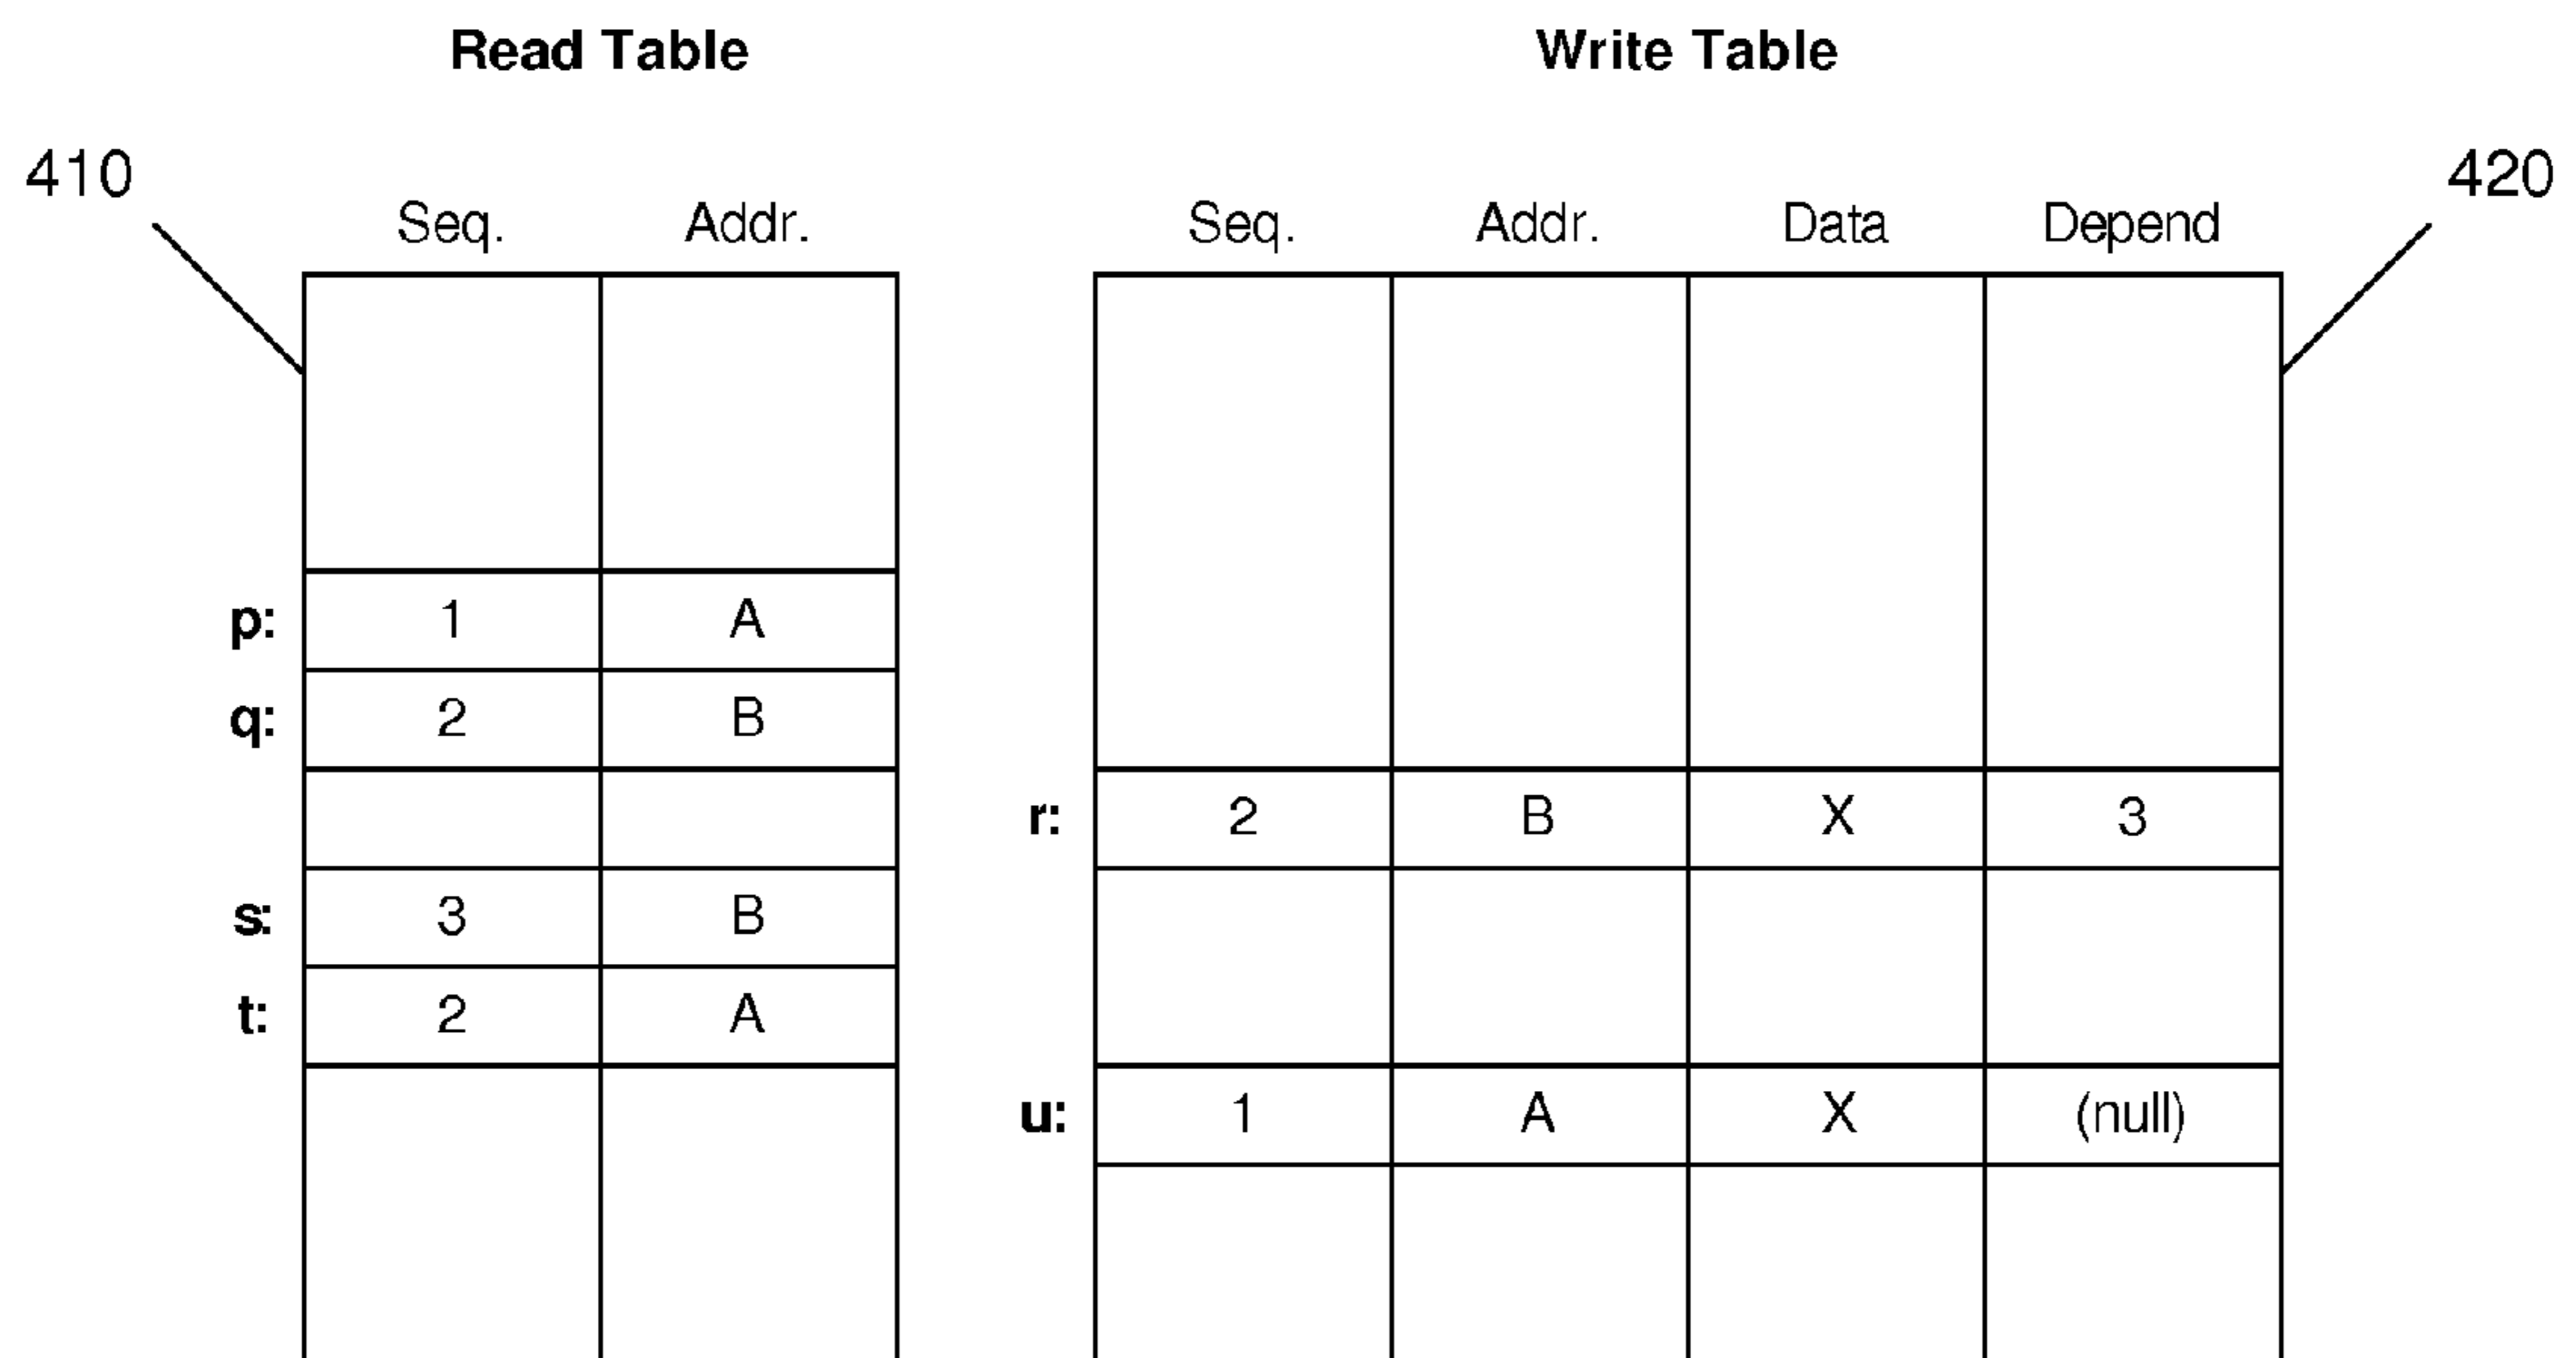 Read Table Write Table
410 420
Seq. Addr. Seq. Addr. Data Depend
p: 1 A
q: 2 B
r: 2 B X 3
s: 3 B
t: 2 A
u: 1 A X (null)